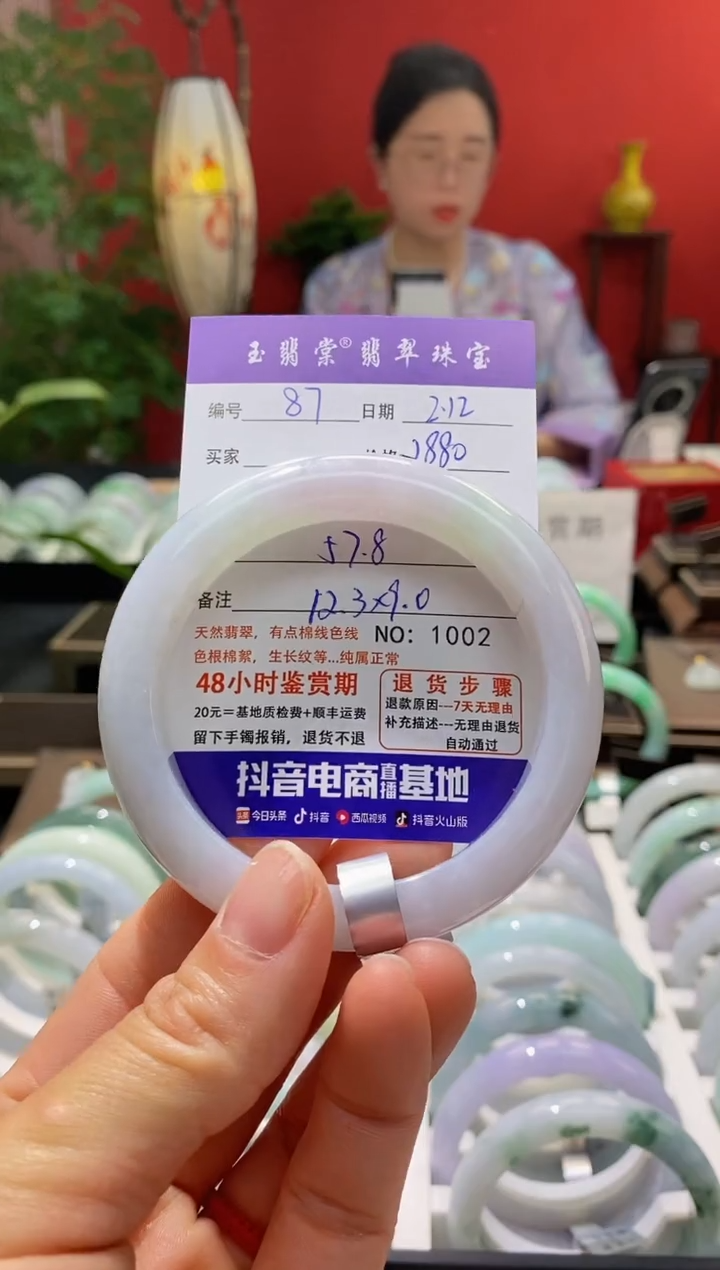 玉翡棠®翡翠珠宝
编号 87 日期 2.12
买家 价格 1880
57.8
备注 12.3x9.0
天然翡翠，有点棉线色线 NO: 1002
色根棉絮，生长纹等...纯属正常
48小时鉴赏期
20元=基地质检费+顺丰运费
留下手镯报销，退货不退
退货步骤
退款原因---7天无理由
补充描述---无理由退货
自动通过
抖音电商直播基地
头条 今日头条 抖音 西瓜视频 抖音火山版
赏期